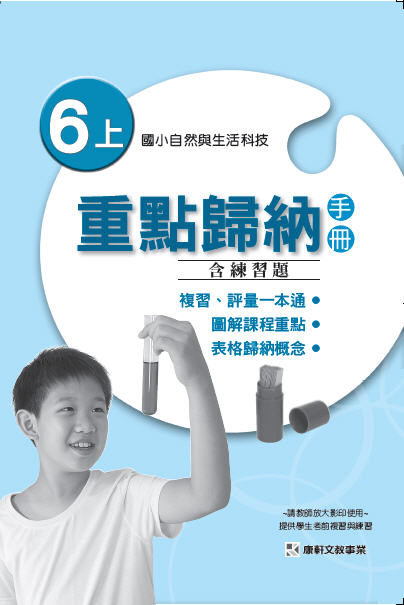 6上
國小自然與生活科技
重點歸納手冊
含練習題
複習、評量一本通●
圖解課程重點●
表格歸納概念●
~請教師放大影印使用~
提供學生考前複習與練習
康軒文教事業